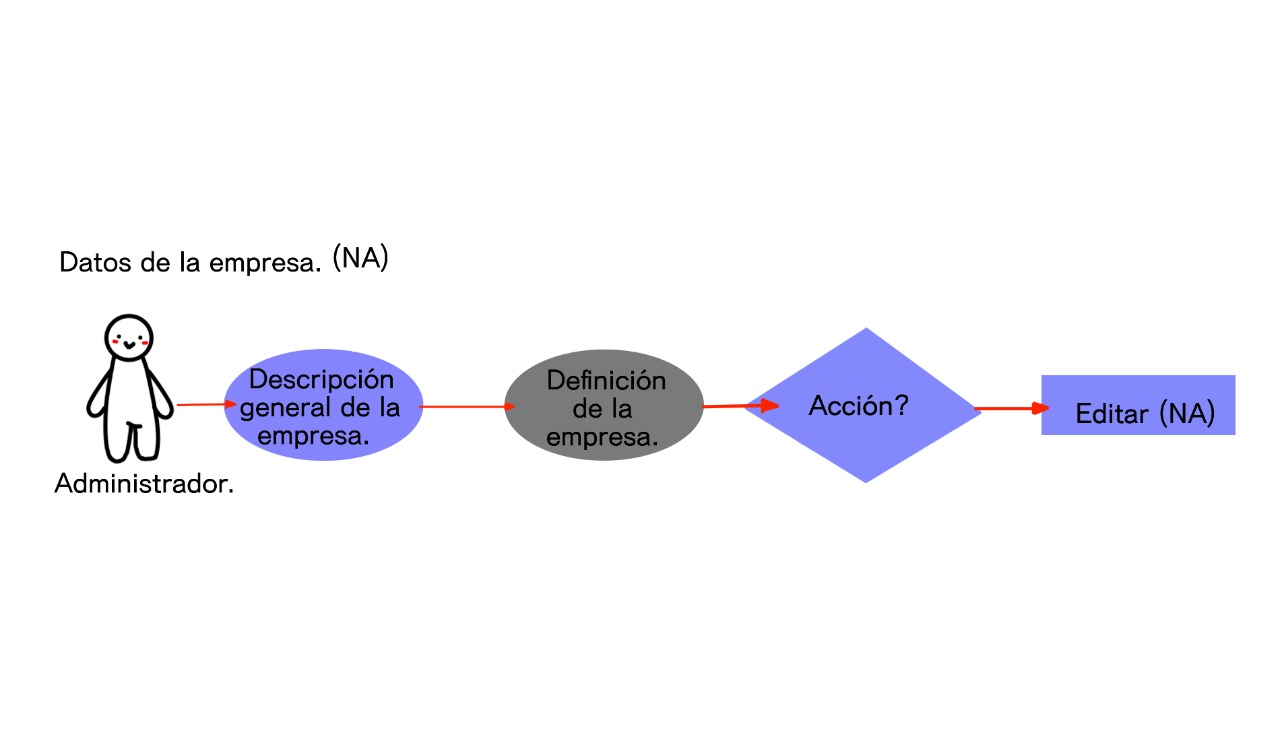 Datos de la empresa. (NA)
Descripción
general de la
empresa.
Definición
de la
empresa.
Acción?
Editar (NA)
Administrador.